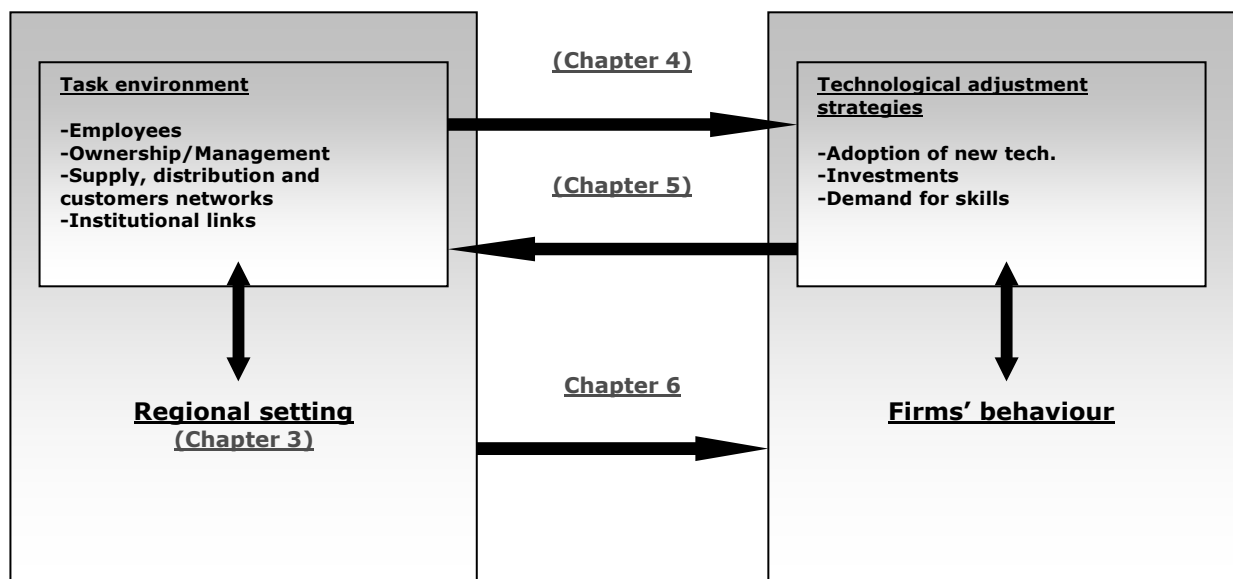 Task environment
-Employees
-Ownership/Management
-Supply, distribution and
customers networks
-Institutional links
Regional setting
(Chapter 3)
(Chapter 4)
(Chapter 5)
Chapter 6
Technological adjustment
strategies
-Adoption of new tech.
-Investments
-Demand for skills
Firms’ behaviour